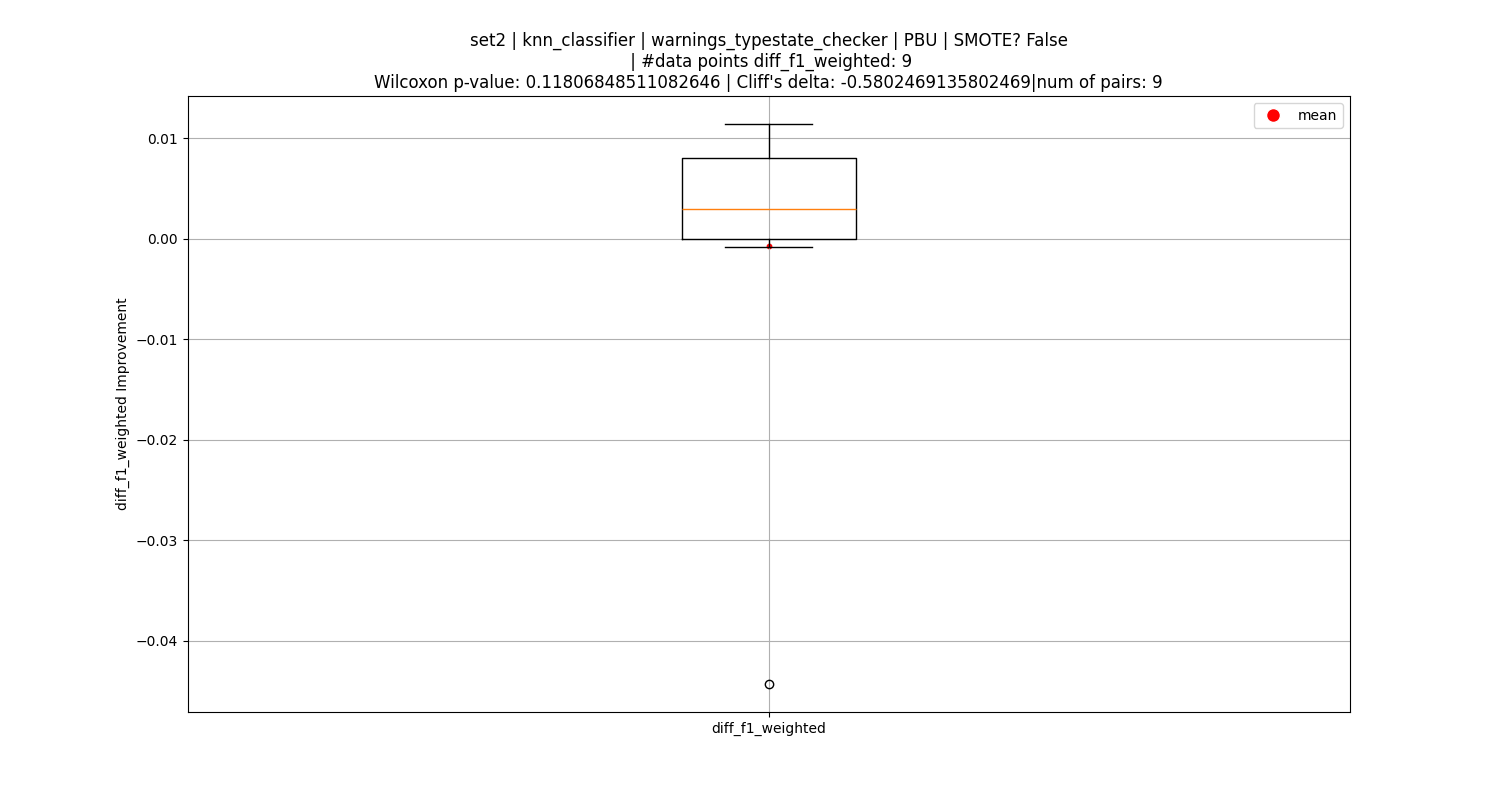 set2 | knn_classifier | warnings_typestate_checker | PBU | SMOTE? False
| #data points diff_f1_weighted: 9
Wilcoxon p-value: 0.11806848511082646 | Cliff's delta: -0.5802469135802469|num of pairs: 9
mean
0.01
0.00
−0.01
−0.02
−0.03
−0.04
diff_f1_weighted Improvement
diff_f1_weighted